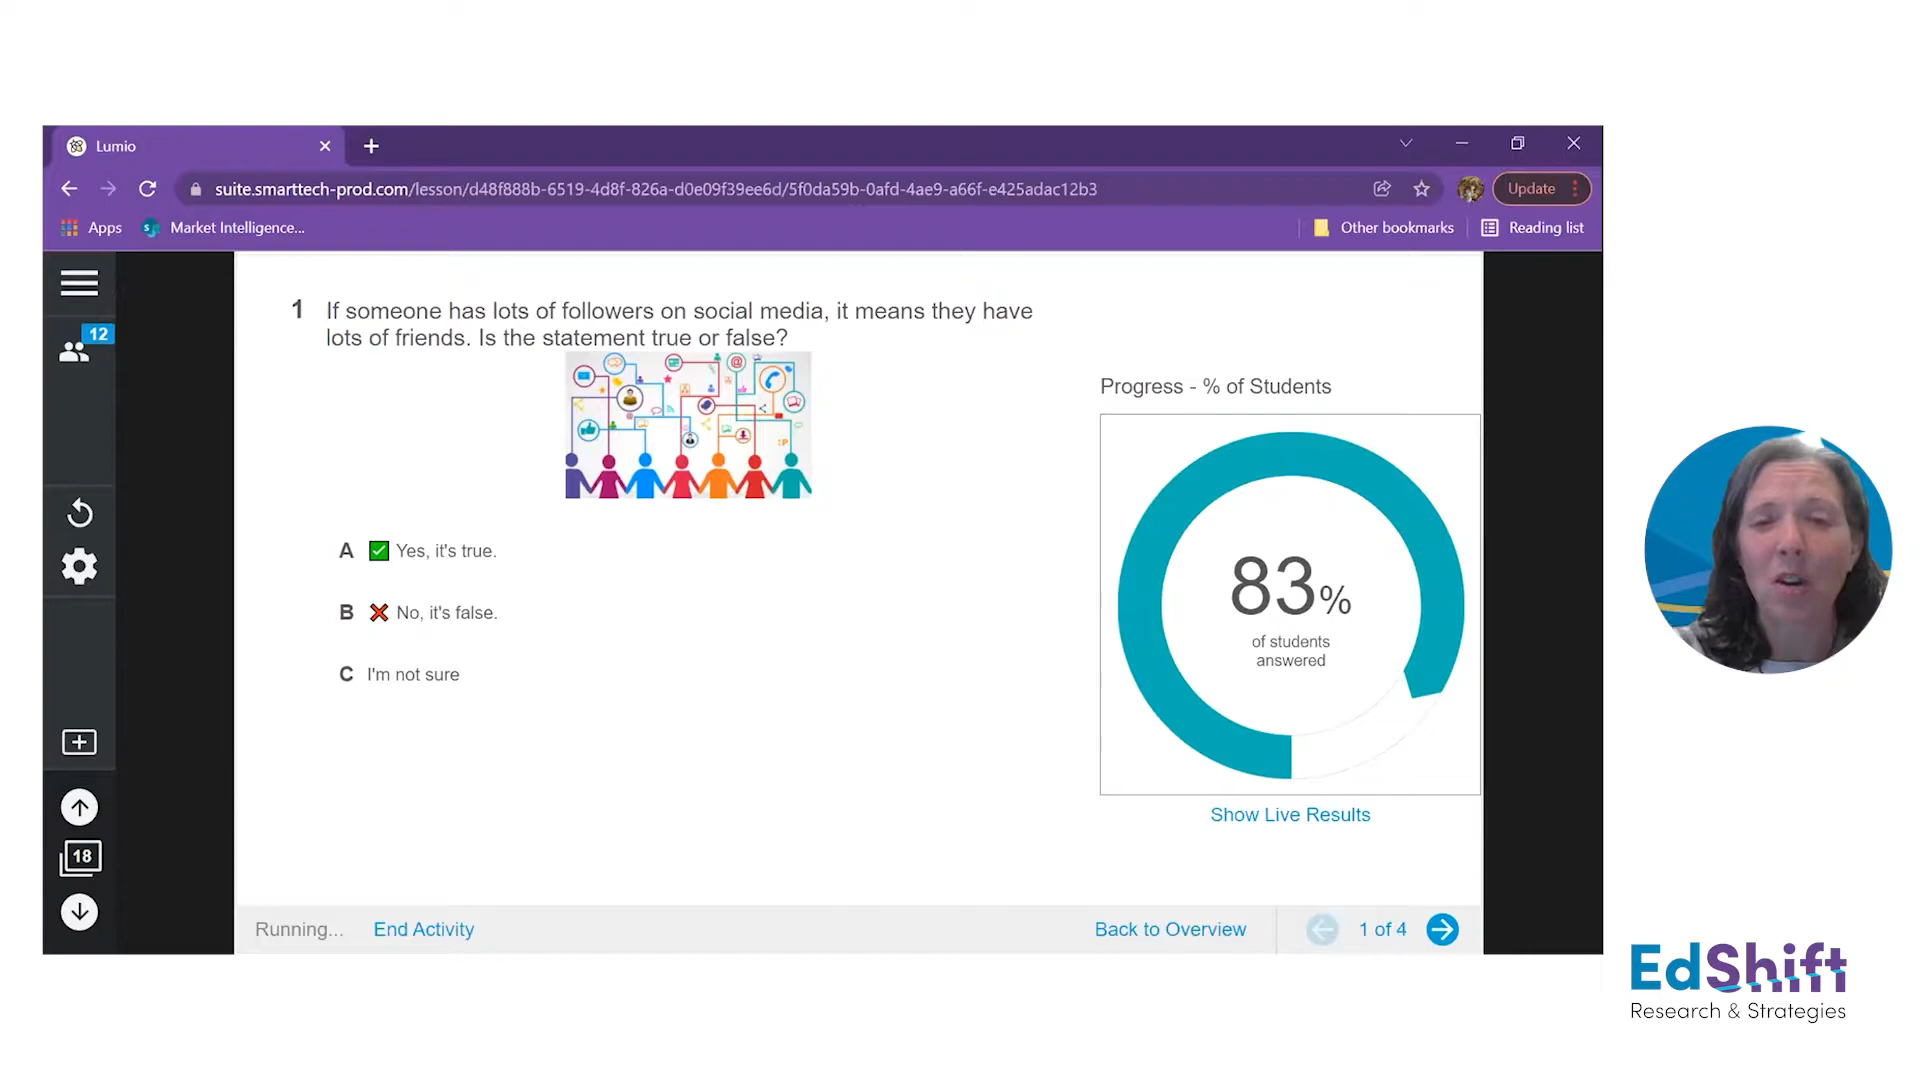 Lumio
suite.smarttech-prod.com/lesson/d48f888b-6519-4d8f-826a-d0e09f39ee6d/5f0da59b-0afd-4ae9-a66f-e425adac12b3
Update
Apps
Market Intelligence...
Other bookmarks
Reading list
12
1 If someone has lots of followers on social media, it means they have
lots of friends. Is the statement true or false?
A Yes, it's true.
B No, it's false.
C I'm not sure
Progress - % of Students
83%
of students
answered
Show Live Results
18
Running...
End Activity
Back to Overview
1 of 4
EdShift
Research & Strategies